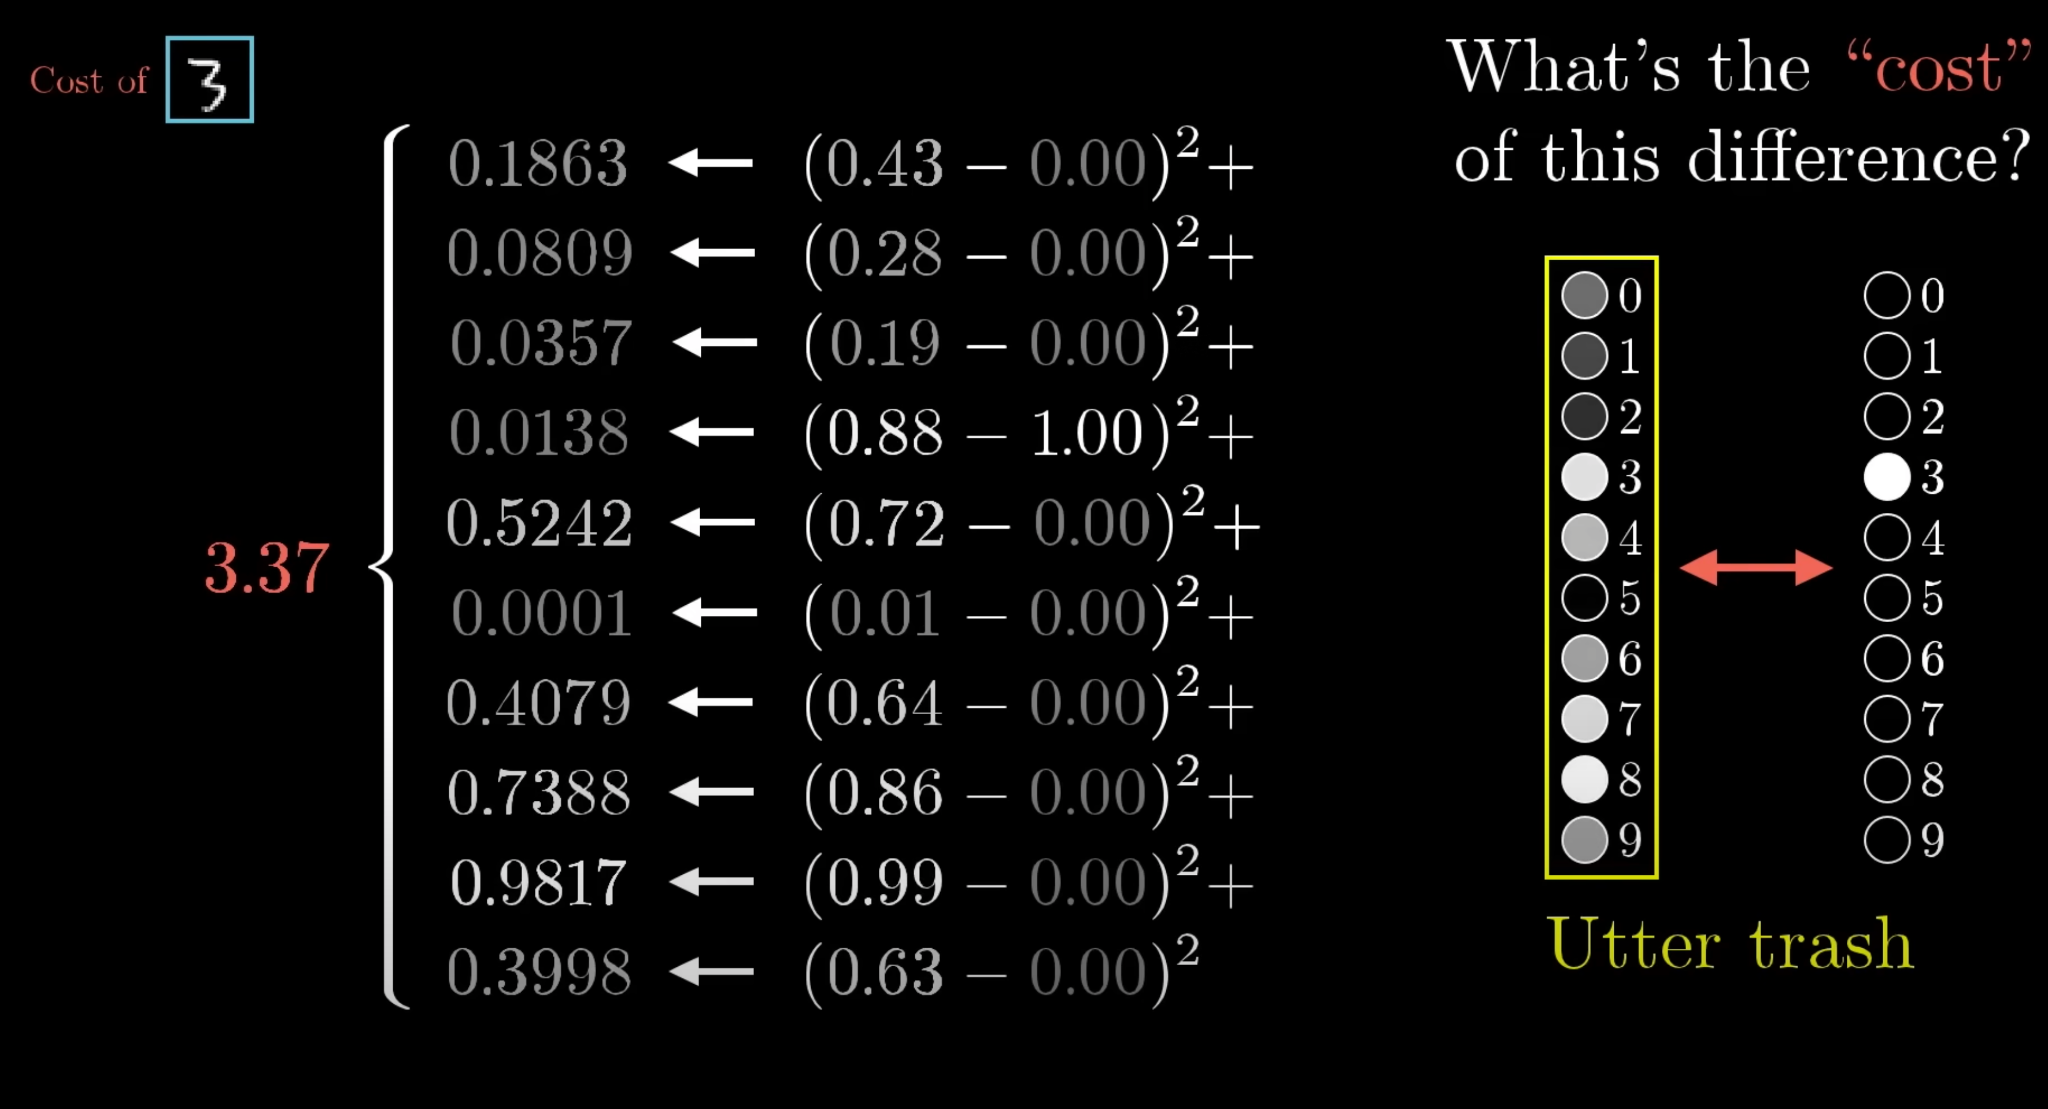 Cost of 3
What's the “cost”
of this difference?
0.1863 ← (0.43 − 0.00)²+
0.0809 ← (0.28 − 0.00)²+
0.0357 ← (0.19 − 0.00)²+
0.0138 ← (0.88 − 1.00)²+
0.5242 ← (0.72 − 0.00)²+
0.0001 ← (0.01 − 0.00)²+
0.4079 ← (0.64 − 0.00)²+
0.7388 ← (0.86 − 0.00)²+
0.9817 ← (0.99 − 0.00)²+
0.3998 ← (0.63 − 0.00)²
3.37
0 0
1 1
2 2
3 3
4 4
5 5
6 6
7 7
8 8
9 9
Utter trash